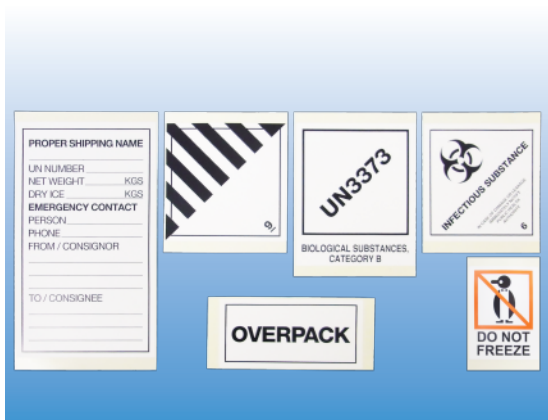 PROPER SHIPPING NAME
UN NUMBER
NET WEIGHT KGS
DRY ICE KGS
EMERGENCY CONTACT
PERSON
PHONE
FROM / CONSIGNOR
TO / CONSIGNEE
9
UN3373
BIOLOGICAL SUBSTANCES,
CATEGORY B
INFECTIOUS SUBSTANCE
6
OVERPACK
DO NOT
FREEZE